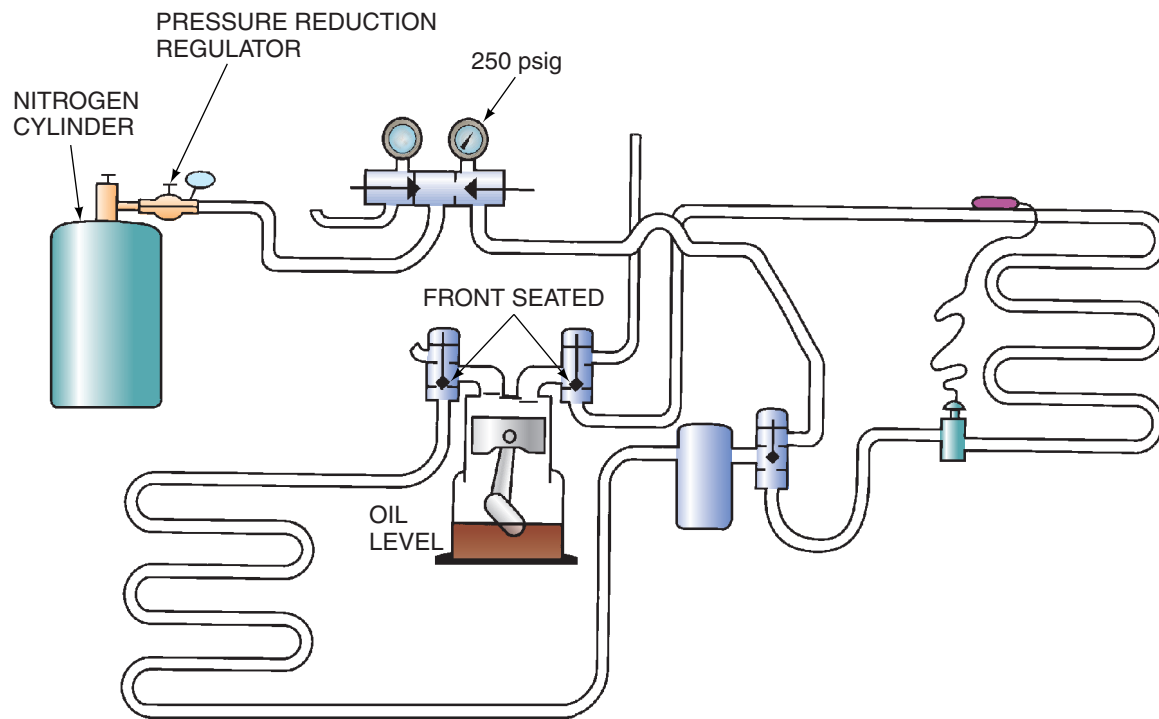 PRESSURE REDUCTION
REGULATOR
250 psig
NITROGEN
CYLINDER
FRONT SEATED
OIL
LEVEL